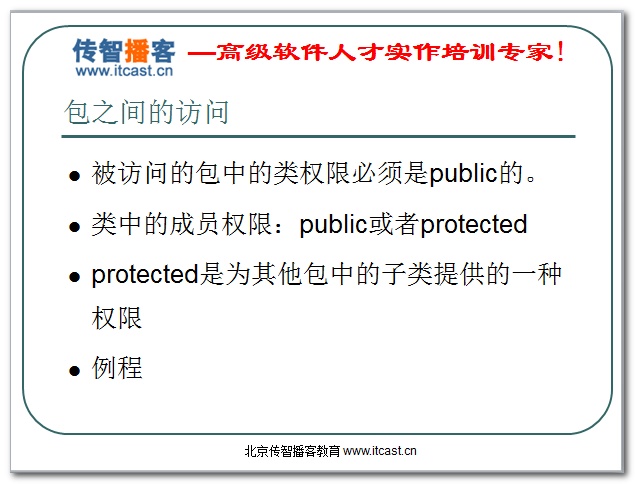 传智播客 —高级软件人才实作培训专家!
www.itcast.cn
包之间的访问
● 被访问的包中的类权限必须是public的。
● 类中的成员权限：public或者protected
● protected是为其他包中的子类提供的一种
权限
● 例程
北京传智播客教育 www.itcast.cn